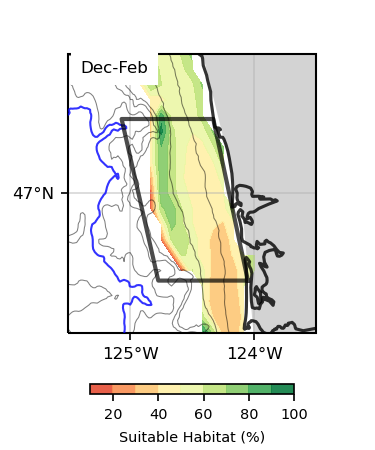 Dec-Feb
47°N
125°W 124°W
20 40 60 80 100
Suitable Habitat (%)